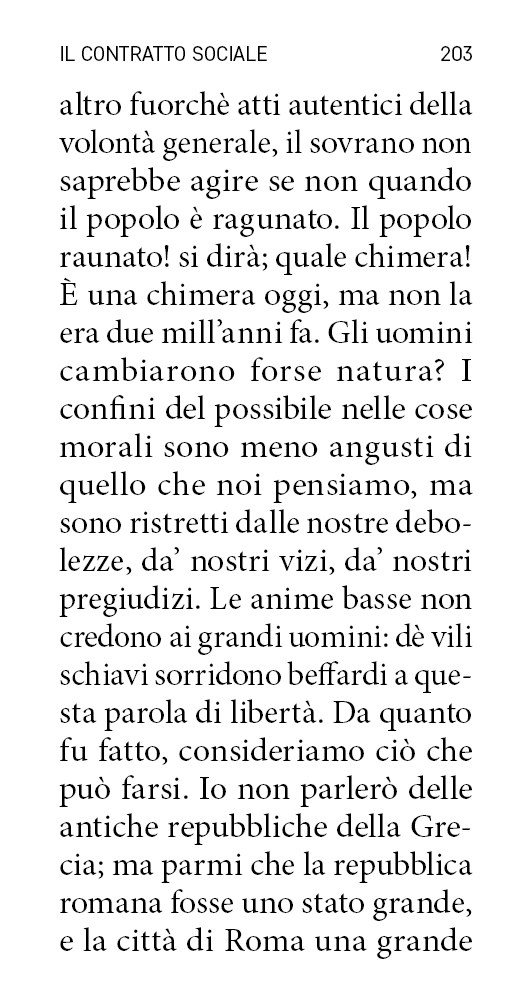 IL CONTRATTO SOCIALE 203
altro fuorchè atti autentici della
volontà generale, il sovrano non
saprebbe agire se non quando
il popolo è ragunato. Il popolo
raunato! si dirà; quale chimera!
È una chimera oggi, ma non la
era due mill’anni fa. Gli uomini
cambiarono forse natura? I
confini del possibile nelle cose
morali sono meno angusti di
quello che noi pensiamo, ma
sono ristretti dalle nostre debo-
lezze, da’ nostri vizi, da’ nostri
pregiudizi. Le anime basse non
credono ai grandi uomini: dè vili
schiavi sorridono beffardi a que-
sta parola di libertà. Da quanto
fu fatto, consideriamo ciò che
può farsi. Io non parlerò delle
antiche repubbliche della Gre-
cia; ma parmi che la repubblica
romana fosse uno stato grande,
e la città di Roma una grande